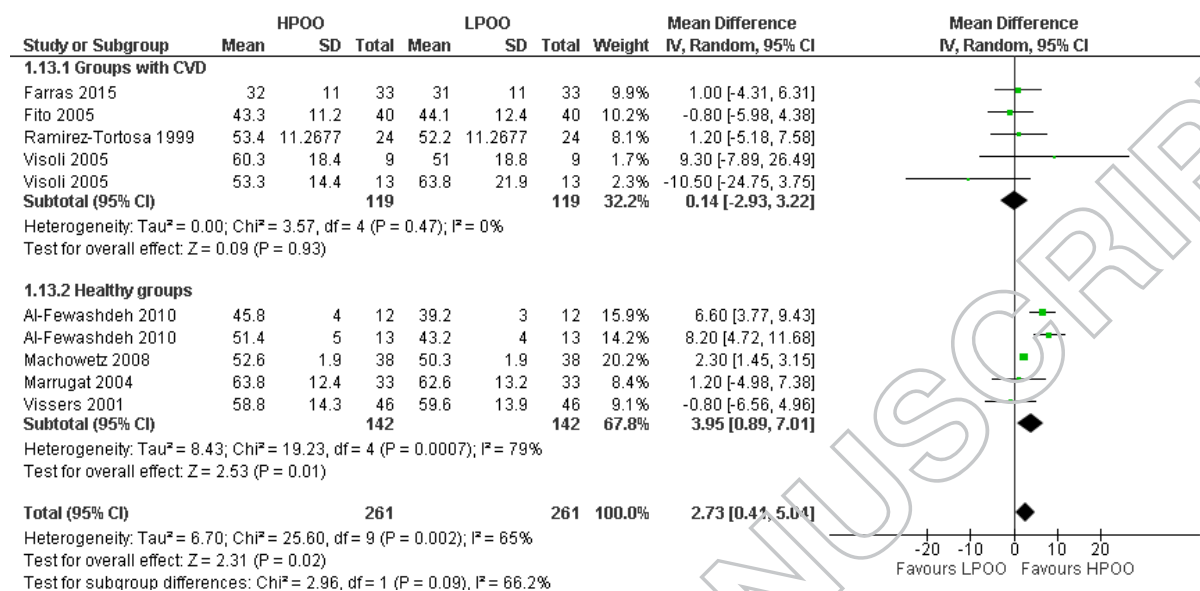 HPOO LPOO Mean Difference Mean Difference
Study or Subgroup Mean SD Total Mean SD Total Weight IV, Random, 95% CI IV, Random, 95% CI
1.13.1 Groups with CVD
Farras 2015 32 11 33 31 11 33 9.9% 1.00 [-4.31, 6.31]
Fito 2005 43.3 11.2 40 44.1 12.4 40 10.2% -0.80 [-5.98, 4.38]
Ramirez-Tortosa 1999 53.4 11.2677 24 52.2 11.2677 24 8.1% 1.20 [-5.18, 7.58]
Visoli 2005 60.3 18.4 9 51 18.8 9 1.7% 9.30 [-7.89, 26.49]
Visoli 2005 53.3 14.4 13 63.8 21.9 13 2.3% -10.50 [-24.75, 3.75]
Subtotal (95% CI) 119 119 32.2% 0.14 [-2.93, 3.22]
Heterogeneity: Tau² = 0.00; Chi² = 3.57, df = 4 (P = 0.47); I² = 0%
Test for overall effect: Z = 0.09 (P = 0.93)
1.13.2 Healthy groups
Al-Fewashdeh 2010 45.8 4 12 39.2 3 12 15.9% 6.60 [3.77, 9.43]
Al-Fewashdeh 2010 51.4 5 13 43.2 4 13 14.2% 8.20 [4.72, 11.68]
Machowetz 2008 52.6 1.9 38 50.3 1.9 38 20.2% 2.30 [1.45, 3.15]
Marrugat 2004 63.8 12.4 33 62.6 13.2 33 8.4% 1.20 [-4.98, 7.38]
Vissers 2001 58.8 14.3 46 59.6 13.9 46 9.1% -0.80 [-6.56, 4.96]
Subtotal (95% CI) 142 142 67.8% 3.95 [0.89, 7.01]
Heterogeneity: Tau² = 8.43; Chi² = 19.23, df = 4 (P = 0.0007); I² = 79%
Test for overall effect: Z = 2.53 (P = 0.01)
Total (95% CI) 261 261 100.0% 2.73 [0.41, 5.04]
Heterogeneity: Tau² = 6.70; Chi² = 25.60, df = 9 (P = 0.002); I² = 65%
Test for overall effect: Z = 2.31 (P = 0.02)
Test for subgroup differences: Chi² = 2.96, df = 1 (P = 0.09), I² = 66.2%
-20 -10 0 10 20
Favours LPOO Favours HPOO
NUSCRIP